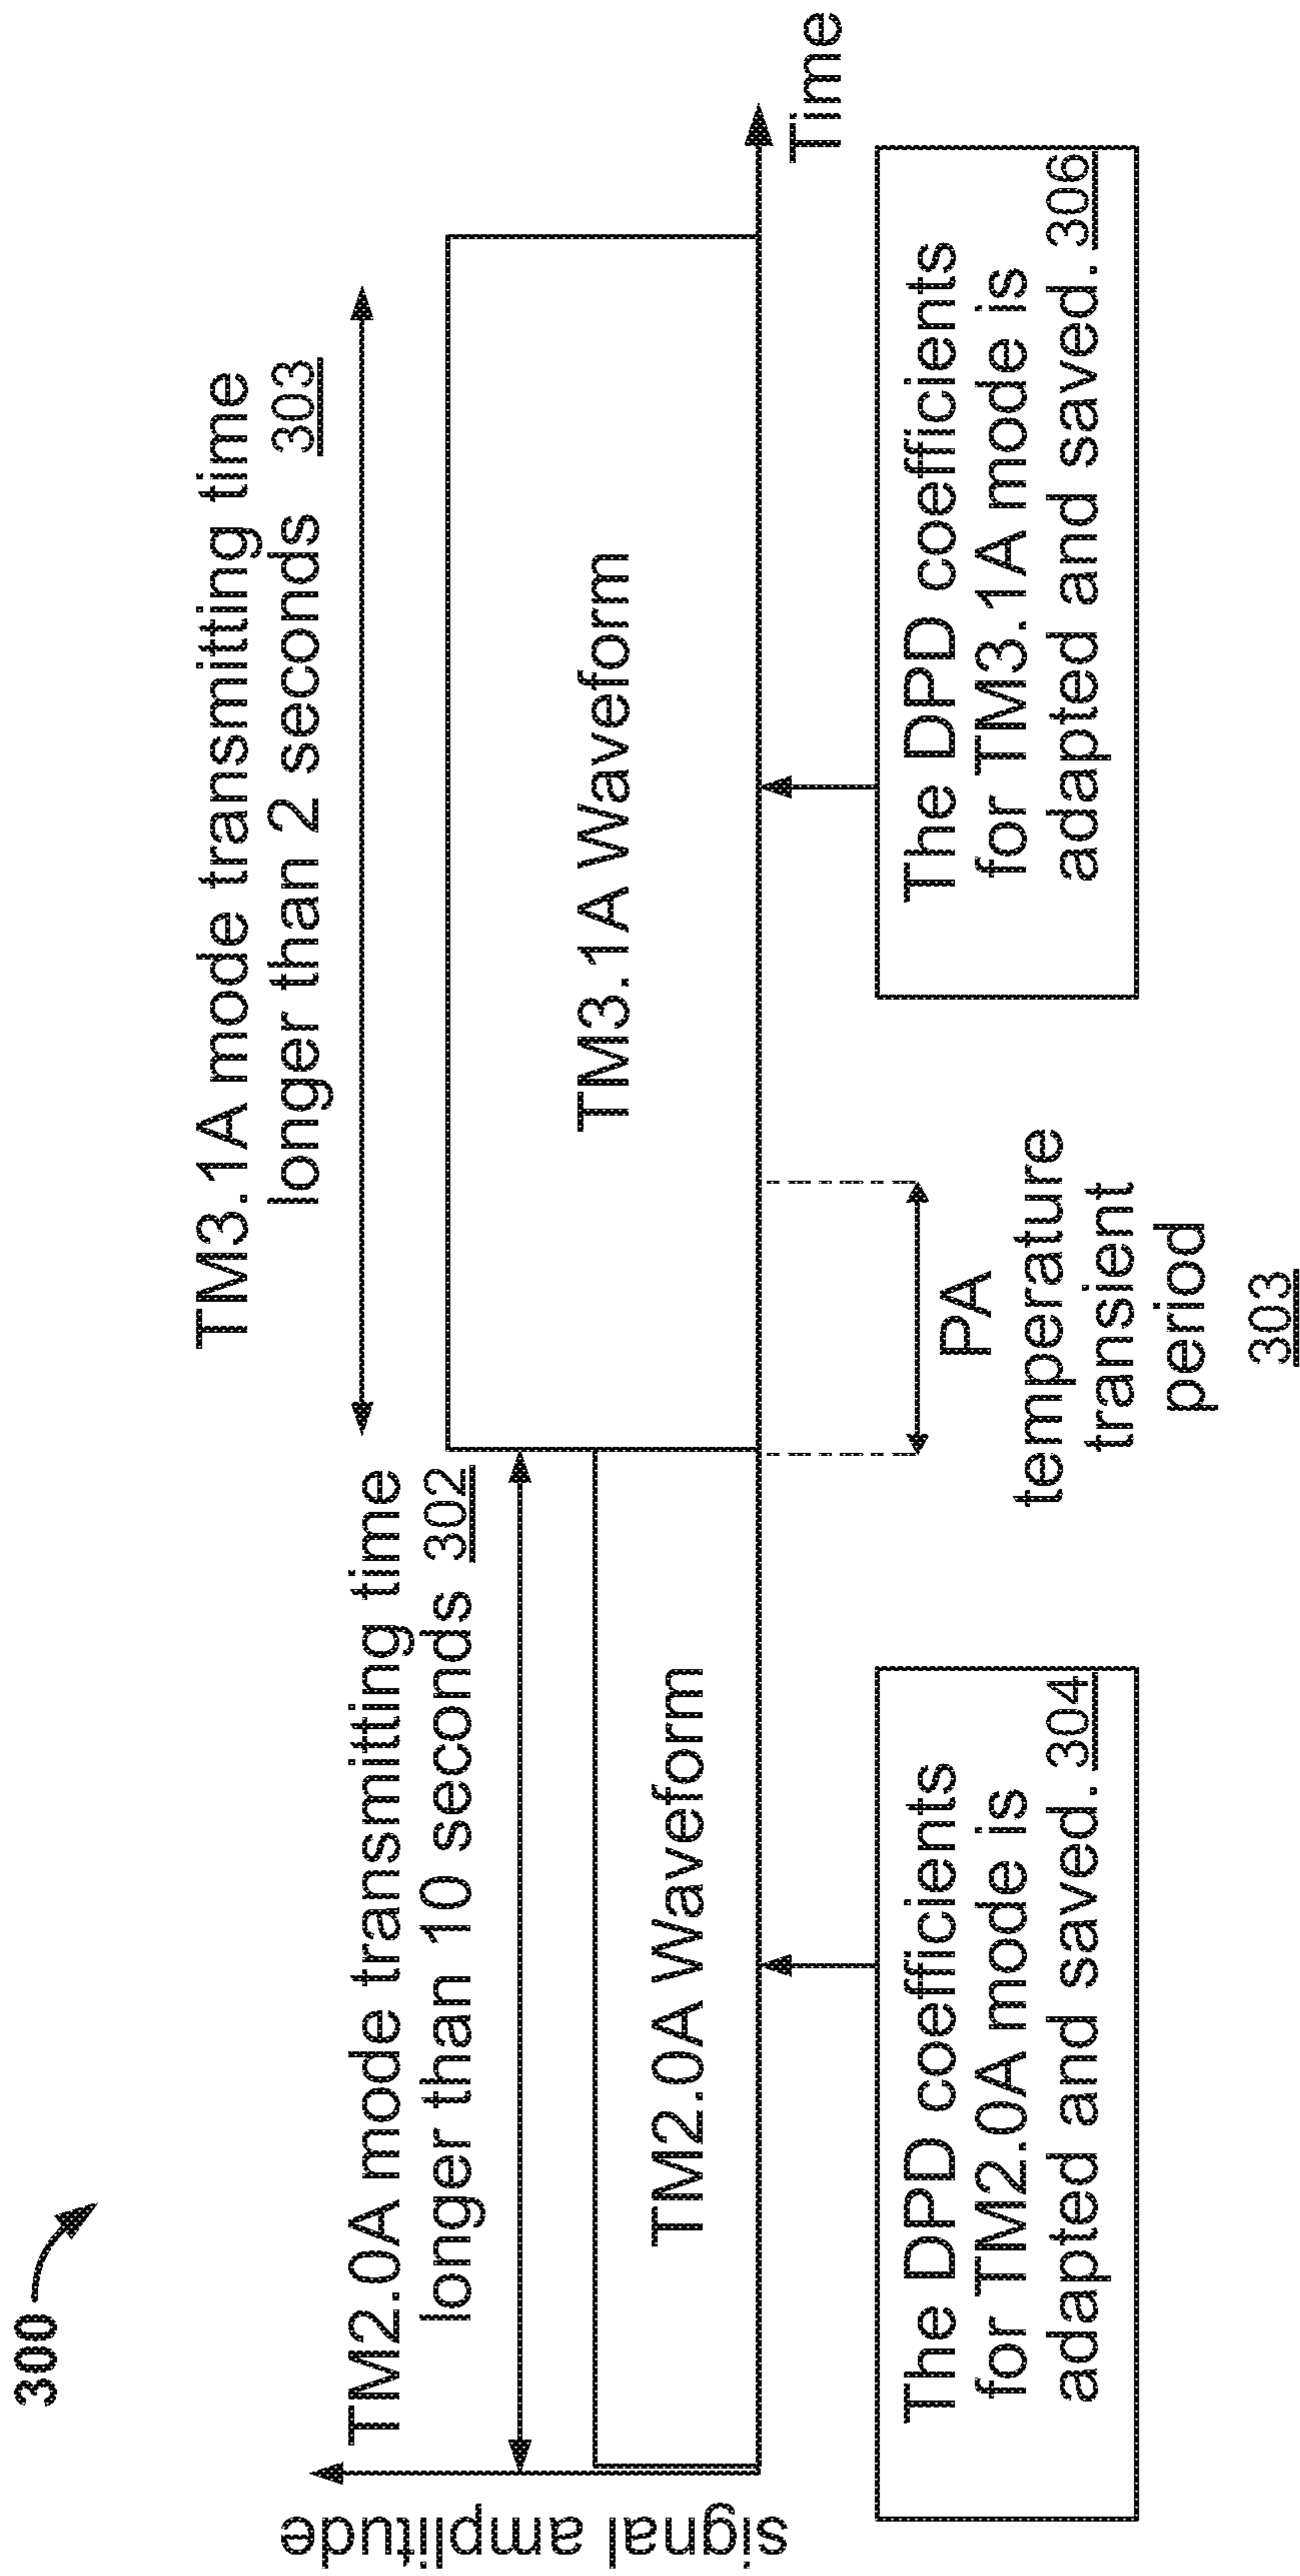 300
TM3.1A mode transmitting time
longer than 2 seconds 303
TM2.0A mode transmitting time
longer than 10 seconds 302
signal amplitude
TM2.0A Waveform
TM3.1A Waveform
Time
The DPD coefficients
for TM2.0A mode is
adapted and saved. 304
PA
temperature
transient
period
303
The DPD coefficients
for TM3.1A mode is
adapted and saved. 306